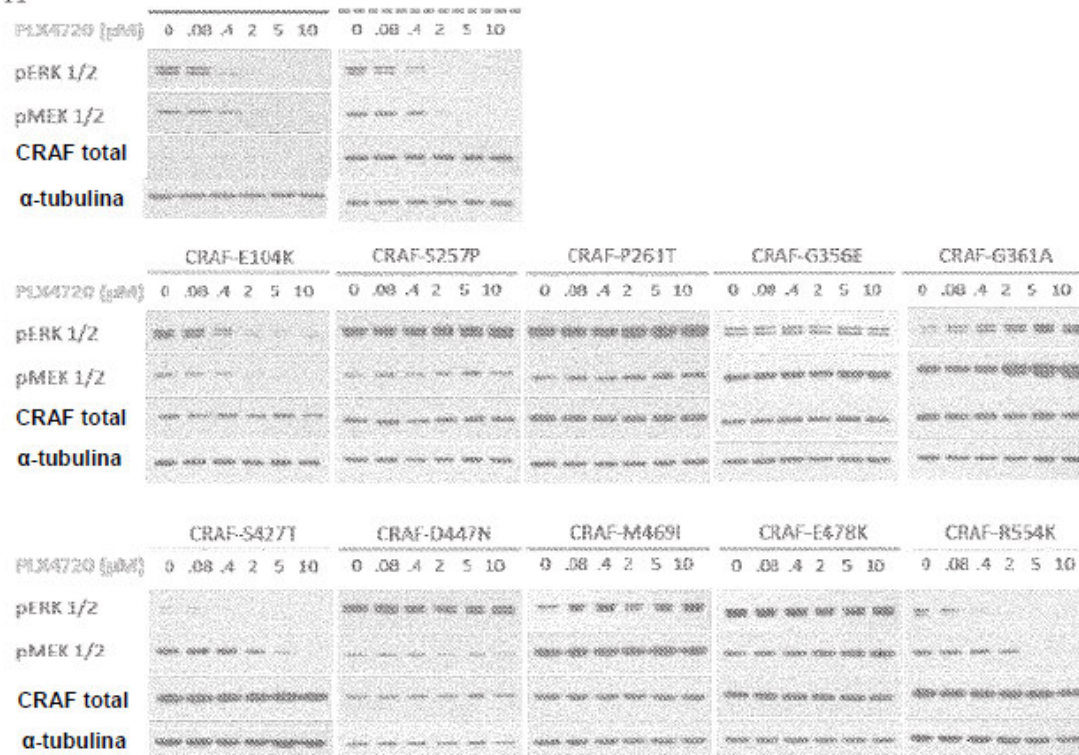 PLX4720 (µM) 0 .08 .4 2 5 10 0 .08 .4 2 5 10
pERK 1/2
pMEK 1/2
CRAF total
α-tubulina
CRAF-E104K CRAF-S257P CRAF-P261T CRAF-G356E CRAF-G361A
PLX4720 (µM) 0 .08 .4 2 5 10 0 .08 .4 2 5 10 0 .08 .4 2 5 10 0 .08 .4 2 5 10 0 .08 .4 2 5 10
pERK 1/2
pMEK 1/2
CRAF total
α-tubulina
CRAF-S427T CRAF-D447N CRAF-M469I CRAF-E478K CRAF-R554K
PLX4720 (µM) 0 .08 .4 2 5 10 0 .08 .4 2 5 10 0 .08 .4 2 5 10 0 .08 .4 2 5 10 0 .08 .4 2 5 10
pERK 1/2
pMEK 1/2
CRAF total
α-tubulina